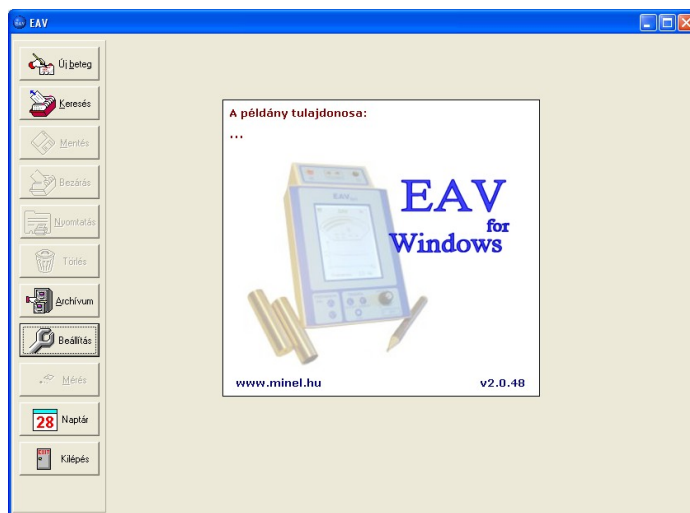 EAV
Új beteg
Keresés
Mentés
Bezárás
Nyomtatás
Törlés
Archívum
Beállítás
Mérés
28 Naptár
EXIT
Kilépés
A példány tulajdonosa:
...
EAV
for
Windows
www.minel.hu
v2.0.48